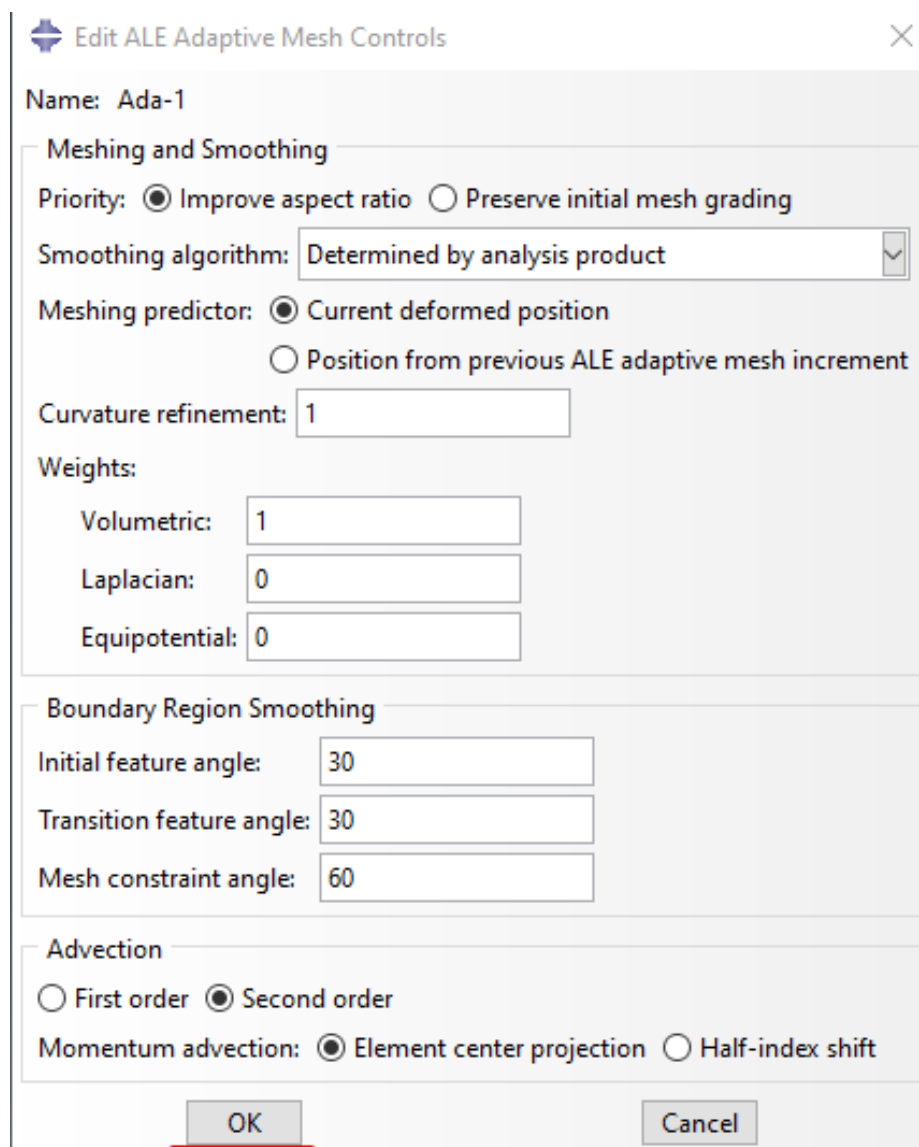 Edit ALE Adaptive Mesh Controls
Name: Ada-1
Meshing and Smoothing
Priority: Improve aspect ratio Preserve initial mesh grading
Smoothing algorithm: Determined by analysis product
Meshing predictor: Current deformed position
Position from previous ALE adaptive mesh increment
Curvature refinement: 1
Weights:
Volumetric: 1
Laplacian: 0
Equipotential: 0
Boundary Region Smoothing
Initial feature angle: 30
Transition feature angle: 30
Mesh constraint angle: 60
Advection
First order Second order
Momentum advection: Element center projection Half-index shift
OK Cancel